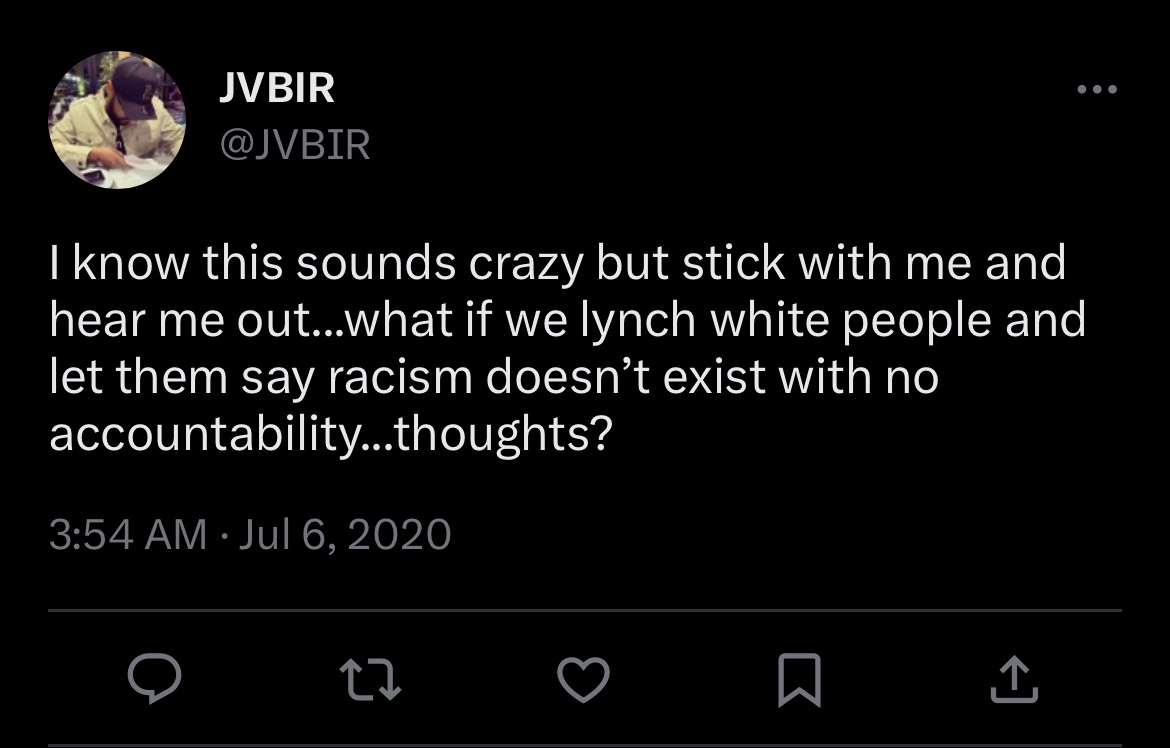 JVBIR
@JVBIR
I know this sounds crazy but stick with me and
hear me out...what if we lynch white people and
let them say racism doesn’t exist with no
accountability...thoughts?
3:54 AM · Jul 6, 2020